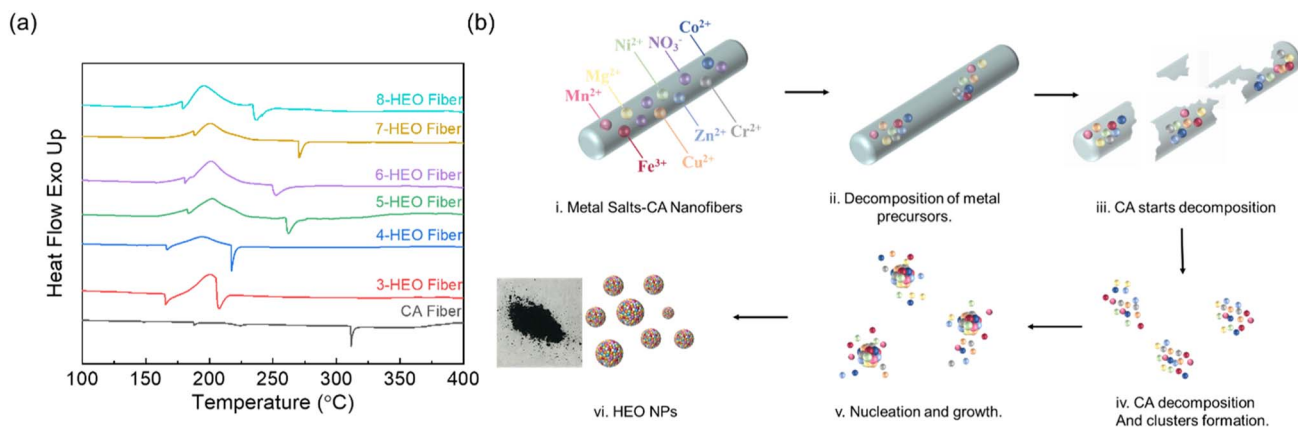 (a)
Heat Flow Exo Up
8-HEO Fiber
7-HEO Fiber
6-HEO Fiber
5-HEO Fiber
4-HEO Fiber
3-HEO Fiber
CA Fiber
100 150 200 250 300 350 400
Temperature (°C)
(b)
Co²⁺
Ni²⁺ NO₃⁻
Mg²⁺
Mn²⁺
Zn²⁺ Cr²⁺
Fe³⁺ Cu²⁺
i. Metal Salts-CA Nanofibers
ii. Decomposition of metal
precursors.
iii. CA starts decomposition
iv. CA decomposition
And clusters formation.
v. Nucleation and growth.
vi. HEO NPs